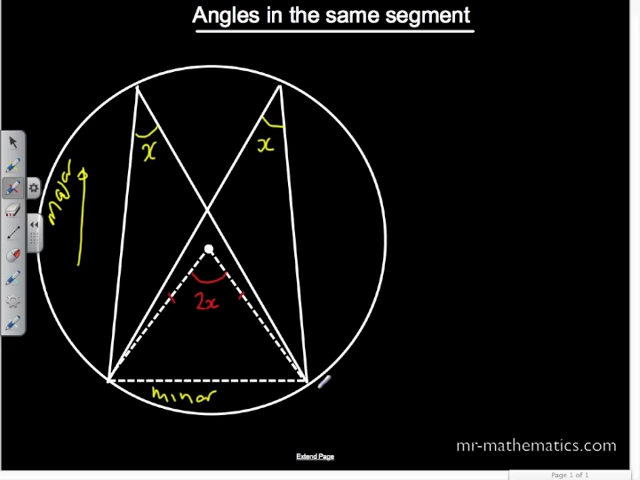 Angles in the same segment
major
x
x
2x
minor
mr-mathematics.com
Extend Page
Page 1 of 1